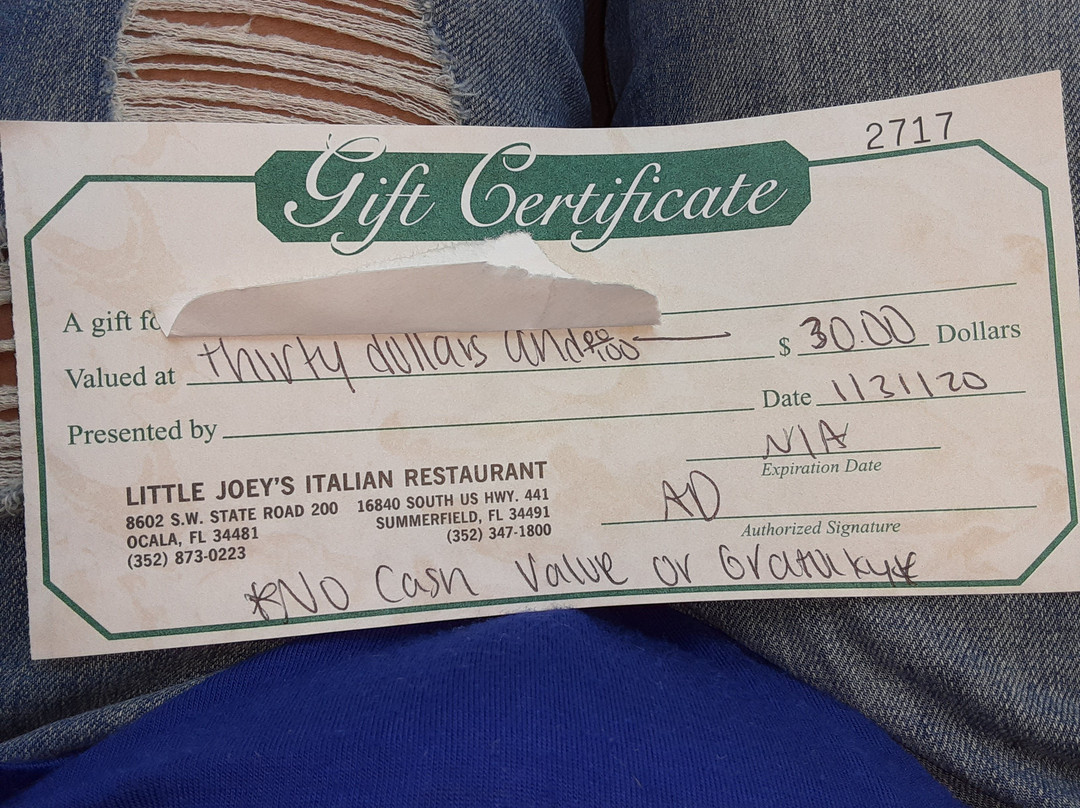 2717
Gift Certificate
A gift fo
Valued at thirty dollars and 00/100 $ 30.00 Dollars
Presented by Date 1/31/20
N/A
Expiration Date
LITTLE JOEY'S ITALIAN RESTAURANT
8602 S.W. STATE ROAD 200 16840 SOUTH US HWY. 441
OCALA, FL 34481 SUMMERFIELD, FL 34491
(352) 873-0223 (352) 347-1800
AD
Authorized Signature
*No Cash Value or Gratuity*